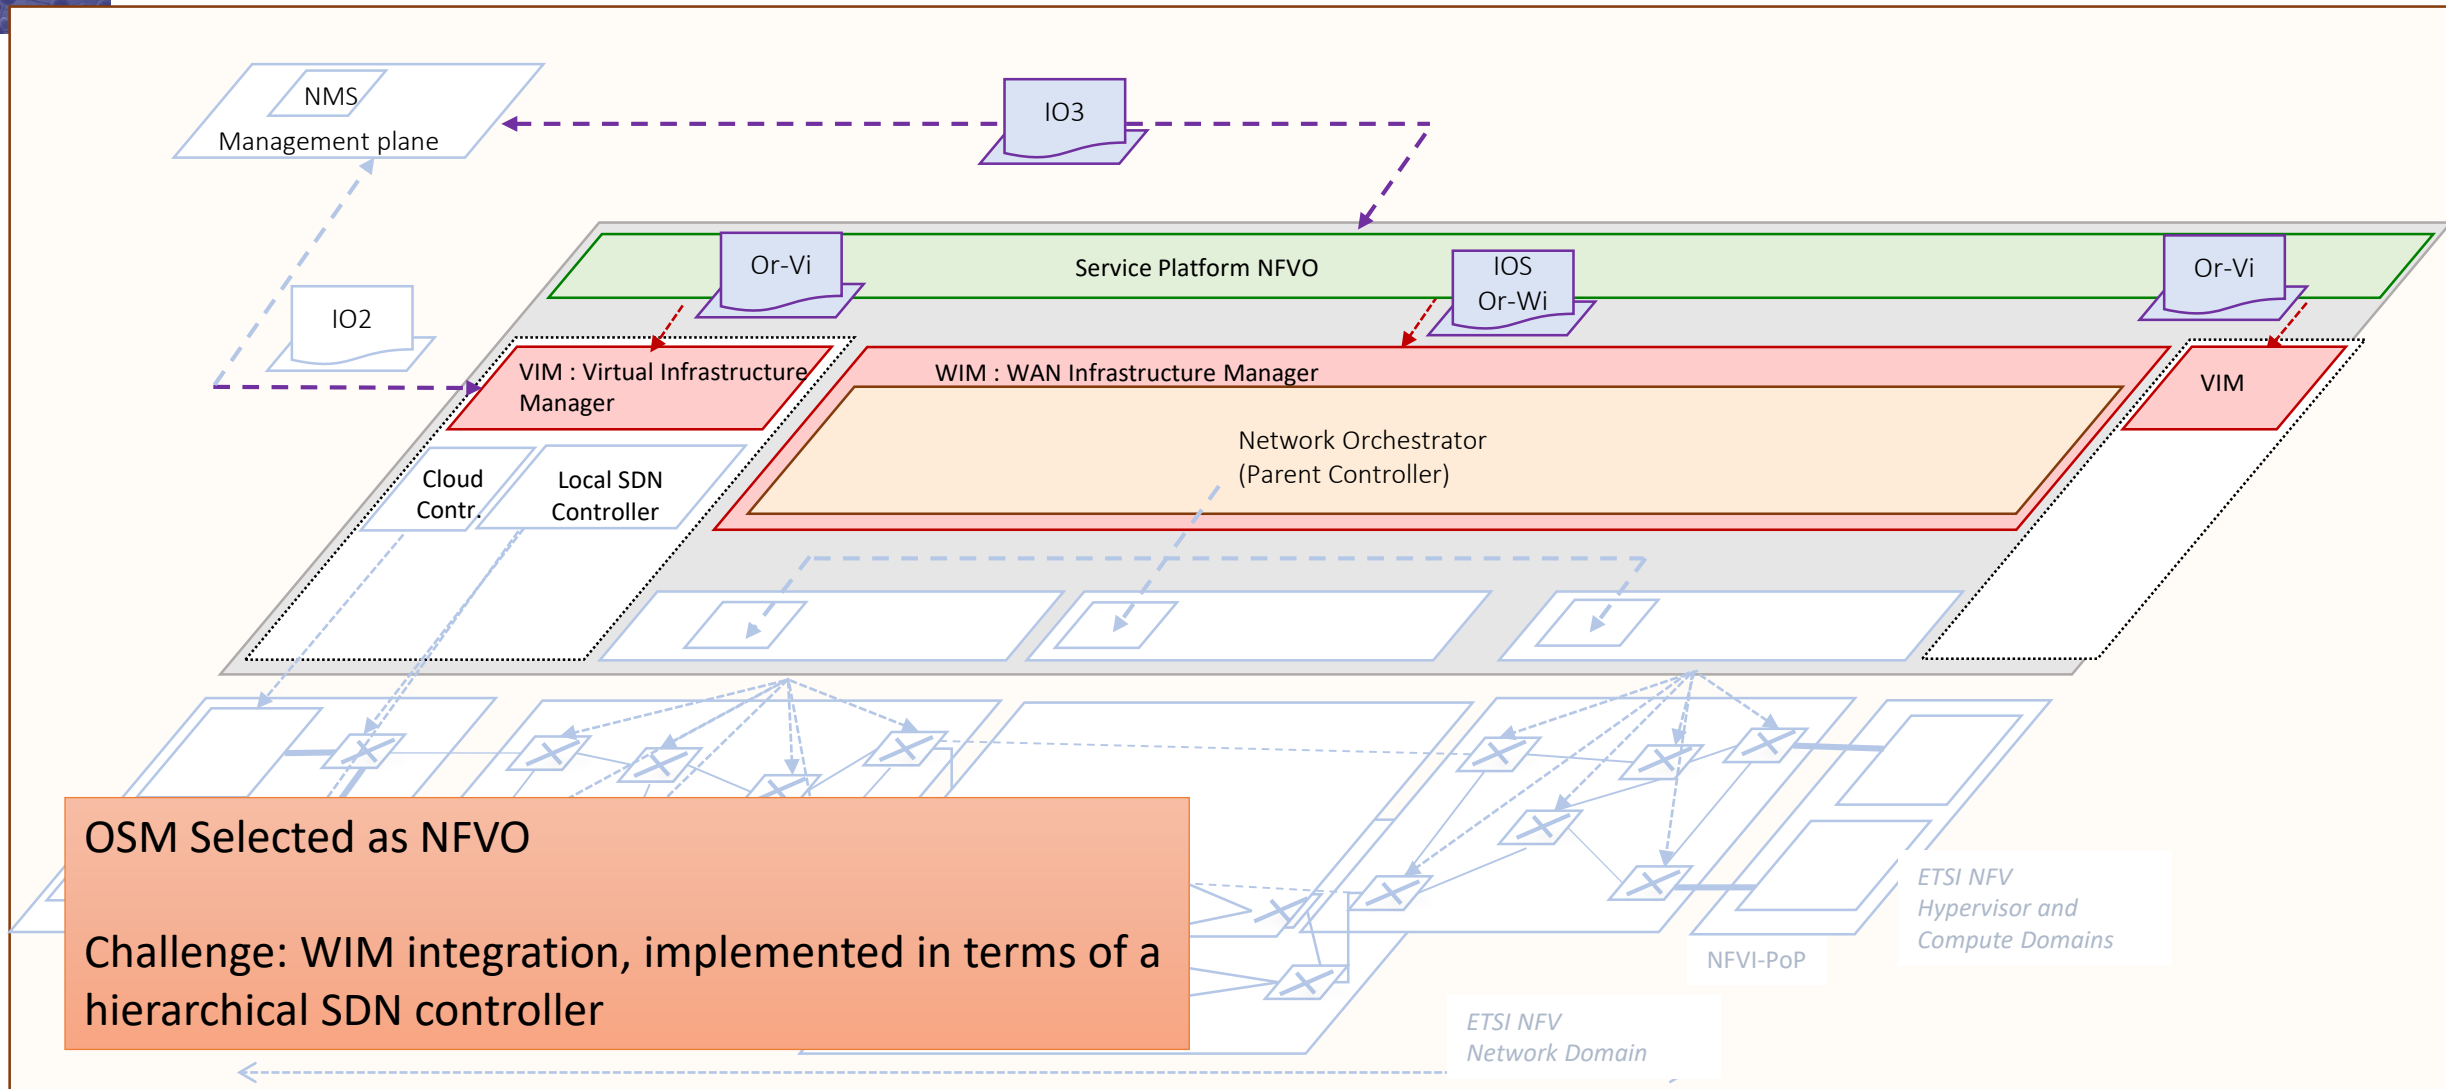 NMS
Management plane
IO3
Or-Vi
Service Platform NFVO
IOS
Or-Wi
Or-Vi
IO2
VIM : Virtual Infrastructure
Manager
WIM : WAN Infrastructure Manager
VIM
Network Orchestrator
(Parent Controller)
Cloud
Contr.
Local SDN
Controller
OSM Selected as NFVO
Challenge: WIM integration, implemented in terms of a
hierarchical SDN controller
ETSI NFV
Hypervisor and
Compute Domains
NFVI-PoP
ETSI NFV
Network Domain